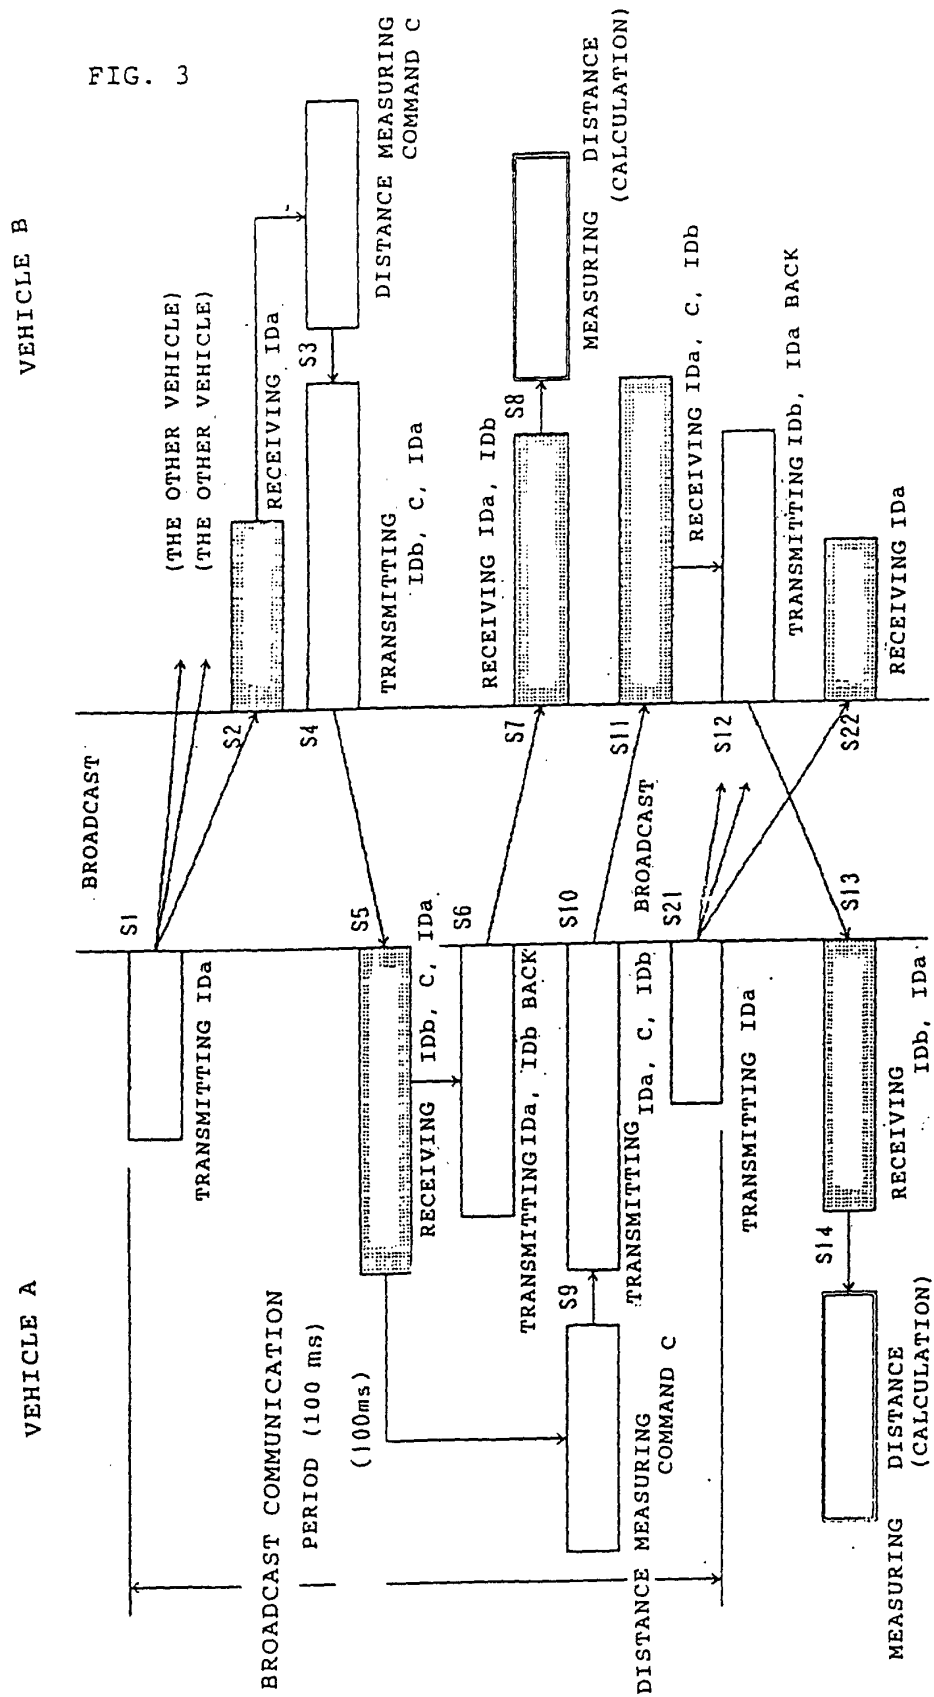 FIG. 3
VEHICLE A
VEHICLE B
BROADCAST
S1
TRANSMITTING IDa
(THE OTHER VEHICLE)
(THE OTHER VEHICLE)
S2
RECEIVING IDa
S3
DISTANCE MEASURING
COMMAND C
S4
TRANSMITTING
IDb, C, IDa
BROADCAST COMMUNICATION
PERIOD (100 ms)
(100ms)
S5
RECEIVING IDb, C, IDa
S6
TRANSMITTING IDa, IDb BACK
S7
RECEIVING IDa, IDb
S8
MEASURING DISTANCE
(CALCULATION)
S9
DISTANCE MEASURING
COMMAND C
S10
TRANSMITTING IDa, C, IDb
S11
RECEIVING IDa, C, IDb
BROADCAST
S21
TRANSMITTING IDa
S12
TRANSMITTING IDb, IDa BACK
S22
RECEIVING IDa
S13
RECEIVING
IDb, IDa
S14
MEASURING DISTANCE
(CALCULATION)